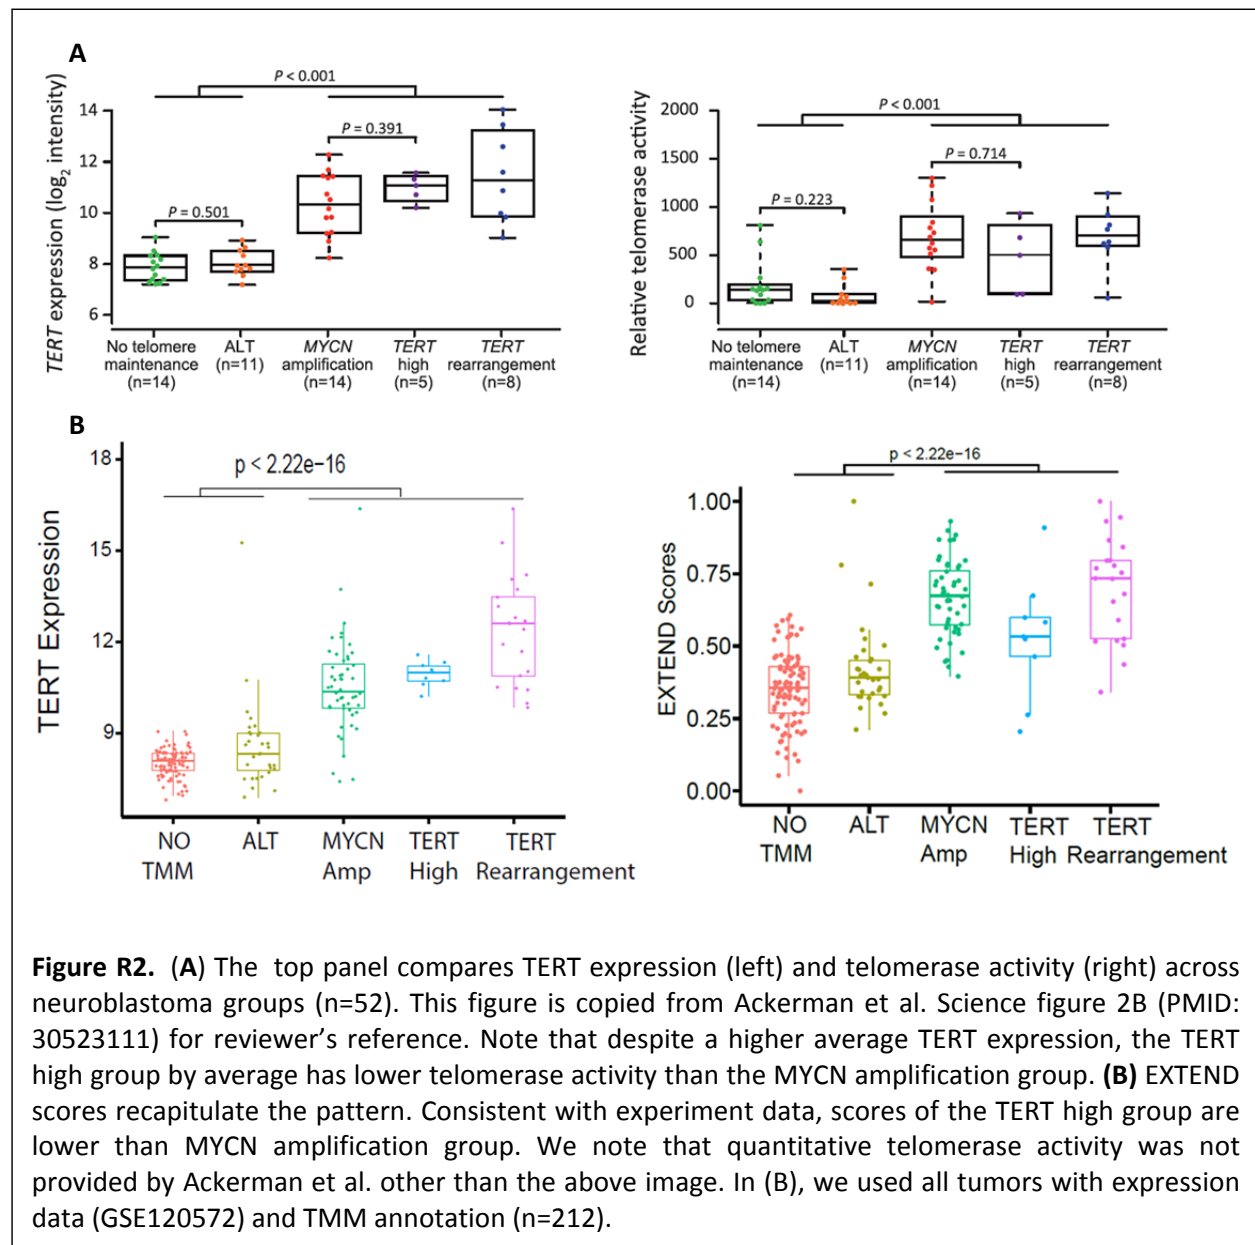 A
TERT expression (log2 intensity)
14
12
10
8
6
P < 0.001
P = 0.391
P = 0.501
No telomere
maintenance
(n=14)
ALT
(n=11)
MYCN
amplification
(n=14)
TERT
high
(n=5)
TERT
rearrangement
(n=8)
Relative telomerase activity
2000
1500
1000
500
0
P < 0.001
P = 0.714
P = 0.223
No telomere
maintenance
(n=14)
ALT
(n=11)
MYCN
amplification
(n=14)
TERT
high
(n=5)
TERT
rearrangement
(n=8)
B
TERT Expression
18
15
12
9
p < 2.22e−16
NO
TMM
ALT
MYCN
Amp
TERT
High
TERT
Rearrangement
EXTEND Scores
1.00
0.75
0.50
0.25
0.00
p < 2.22e−16
NO
TMM
ALT
MYCN
Amp
TERT
High
TERT
Rearrangement
Figure R2. (A) The top panel compares TERT expression (left) and telomerase activity (right) across
neuroblastoma groups (n=52). This figure is copied from Ackerman et al. Science figure 2B (PMID:
30523111) for reviewer’s reference. Note that despite a higher average TERT expression, the TERT
high group by average has lower telomerase activity than the MYCN amplification group. (B) EXTEND
scores recapitulate the pattern. Consistent with experiment data, scores of the TERT high group are
lower than MYCN amplification group. We note that quantitative telomerase activity was not
provided by Ackerman et al. other than the above image. In (B), we used all tumors with expression
data (GSE120572) and TMM annotation (n=212).